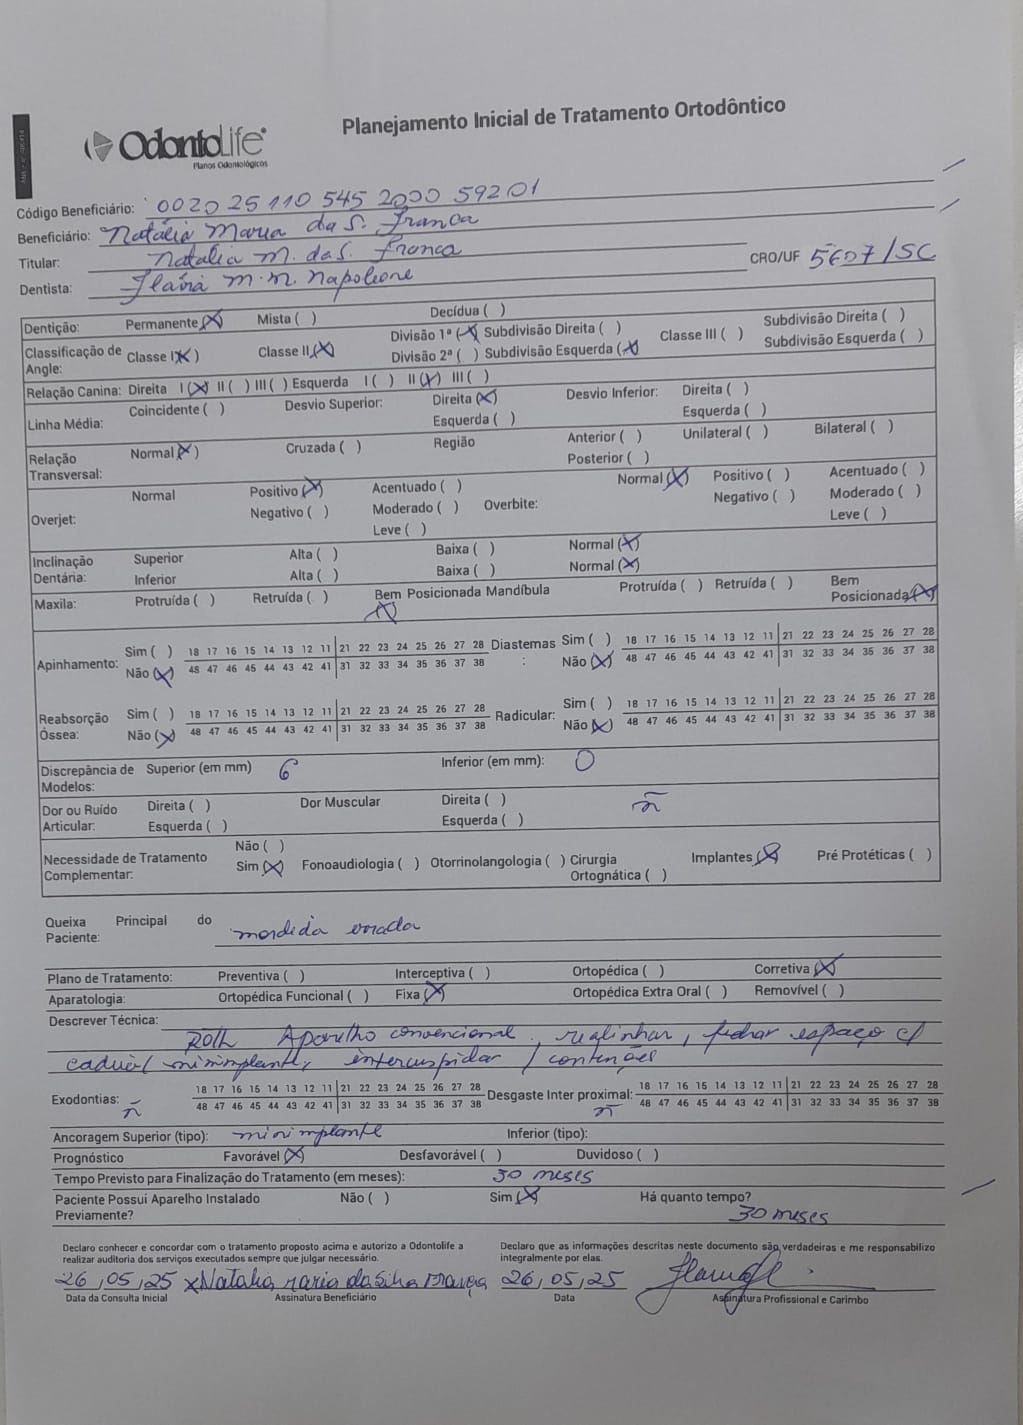 Planejamento Inicial de Tratamento Ortodôntico
OdontoLife
Planos Odontológicos
Código Beneficiário: 0020 25 110 545 2000 59201
Beneficiário: Natália Maria da S. Franca
Titular: Natalia M. da S. Franca
Dentista: Flávia M. M. Napoleone CRO/UF 5607/SC
Dentição: Permanente (X) Mista ( ) Decídua ( )
Classificação de Angle: Classe I (X) Classe II (X) Divisão 1ª (X) Subdivisão Direita ( ) Classe III ( ) Subdivisão Direita ( )
Divisão 2ª ( ) Subdivisão Esquerda (X) Subdivisão Esquerda ( )
Relação Canina: Direita I (X) II ( ) III ( ) Esquerda I ( ) II (X) III ( )
Linha Média: Coincidente ( ) Desvio Superior: Direita (X) Desvio Inferior: Direita ( )
Esquerda ( ) Esquerda ( )
Relação Transversal: Normal (X) Cruzada ( ) Região Anterior ( ) Unilateral ( ) Bilateral ( )
Posterior ( )
Overjet: Normal Positivo (X) Acentuado ( ) Overbite: Normal (X) Positivo ( ) Acentuado ( )
Negativo ( ) Moderado ( ) Negativo ( ) Moderado ( )
Leve ( ) Leve ( )
Inclinação Dentária: Superior Alta ( ) Baixa ( ) Normal (X)
Inferior Alta ( ) Baixa ( ) Normal (X)
Maxila: Protruída ( ) Retruída ( ) Bem Posicionada (X) Mandíbula Protruída ( ) Retruída ( ) Bem Posicionada (X)
Apinhamento: Sim ( ) 18 17 16 15 14 13 12 11 21 22 23 24 25 26 27 28 Diastemas: Sim ( ) 18 17 16 15 14 13 12 11 21 22 23 24 25 26 27 28
Não (X) 48 47 46 45 44 43 42 41 31 32 33 34 35 36 37 38 Não (X) 48 47 46 45 44 43 42 41 31 32 33 34 35 36 37 38
Reabsorção Óssea: Sim ( ) 18 17 16 15 14 13 12 11 21 22 23 24 25 26 27 28 Radicular: Sim ( ) 18 17 16 15 14 13 12 11 21 22 23 24 25 26 27 28
Não (X) 48 47 46 45 44 43 42 41 31 32 33 34 35 36 37 38 Não (X) 48 47 46 45 44 43 42 41 31 32 33 34 35 36 37 38
Discrepância de Modelos: Superior (em mm) 6 Inferior (em mm): 0
Dor ou Ruído Articular: Direita ( ) Dor Muscular Direita ( ) ñ
Esquerda ( ) Esquerda ( )
Necessidade de Tratamento Complementar: Não ( )
Sim (X) Fonoaudiologia ( ) Otorrinolangologia ( ) Cirurgia Ortognática ( ) Implantes (X) Pré Protéticas ( )
Queixa Principal do Paciente: mordida errada
Plano de Tratamento: Preventiva ( ) Interceptiva ( ) Ortopédica ( ) Corretiva (X)
Aparatologia: Ortopédica Funcional ( ) Fixa (X) Ortopédica Extra Oral ( ) Removível ( )
Descrever Técnica:
Roth Aparelho convencional, realinhar, fechar espaço c/
cadeia/ miniimplante, intercuspidar / contenções
Exodontias: ñ 18 17 16 15 14 13 12 11 21 22 23 24 25 26 27 28 Desgaste Inter proximal: ñ 18 17 16 15 14 13 12 11 21 22 23 24 25 26 27 28
48 47 46 45 44 43 42 41 31 32 33 34 35 36 37 38 48 47 46 45 44 43 42 41 31 32 33 34 35 36 37 38
Ancoragem Superior (tipo): miniimplante Inferior (tipo):
Prognóstico Favorável (X) Desfavorável ( ) Duvidoso ( )
Tempo Previsto para Finalização do Tratamento (em meses): 30 meses
Paciente Possui Aparelho Instalado Previamente? Não ( ) Sim (X) Há quanto tempo? 30 meses
Declaro conhecer e concordar com o tratamento proposto acima e autorizo a Odontolife a
realizar auditoria dos serviços executados sempre que julgar necessário.
Declaro que as informações descritas neste documento são verdadeiras e me responsabilizo
integralmente por elas.
26,05,25 x Natalia maria da Silva França 26,05,25
Data da Consulta Inicial Assinatura Beneficiário Data Assinatura Profissional e Carimbo